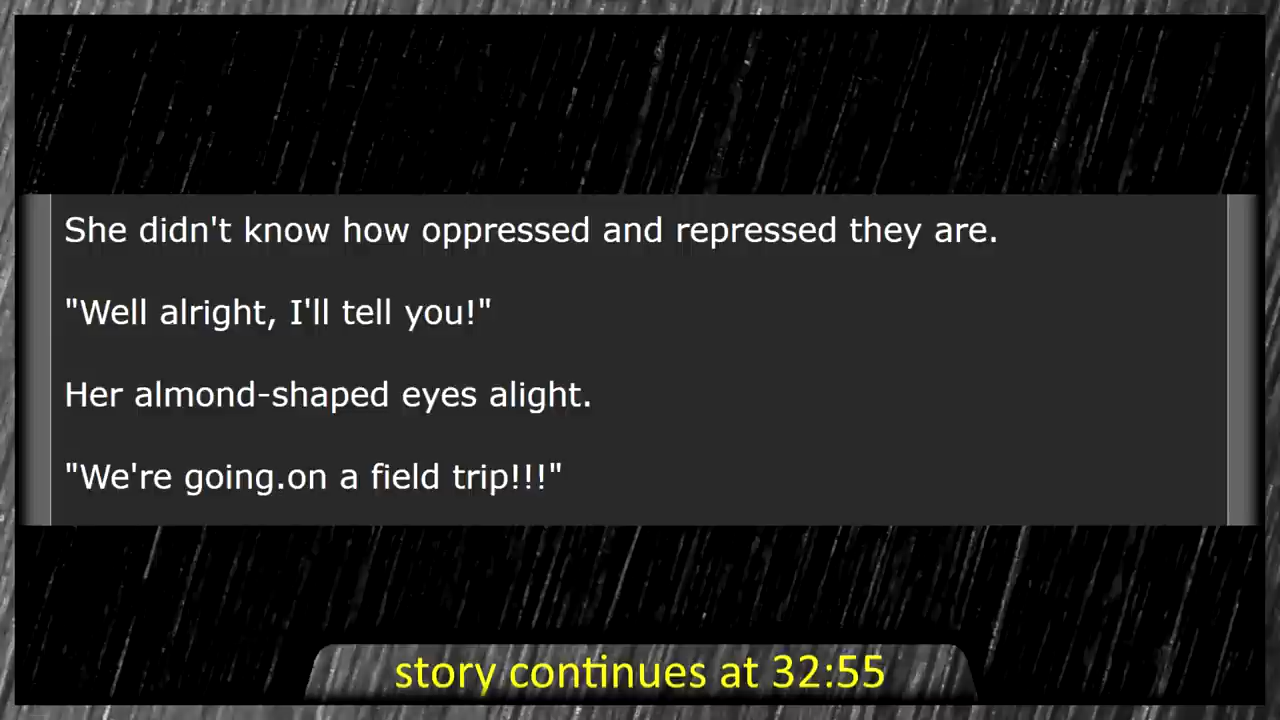 She didn't know how oppressed and repressed they are.
"Well alright, I'll tell you!"
Her almond-shaped eyes alight.
"We're going.on a field trip!!!"
story continues at 32:55